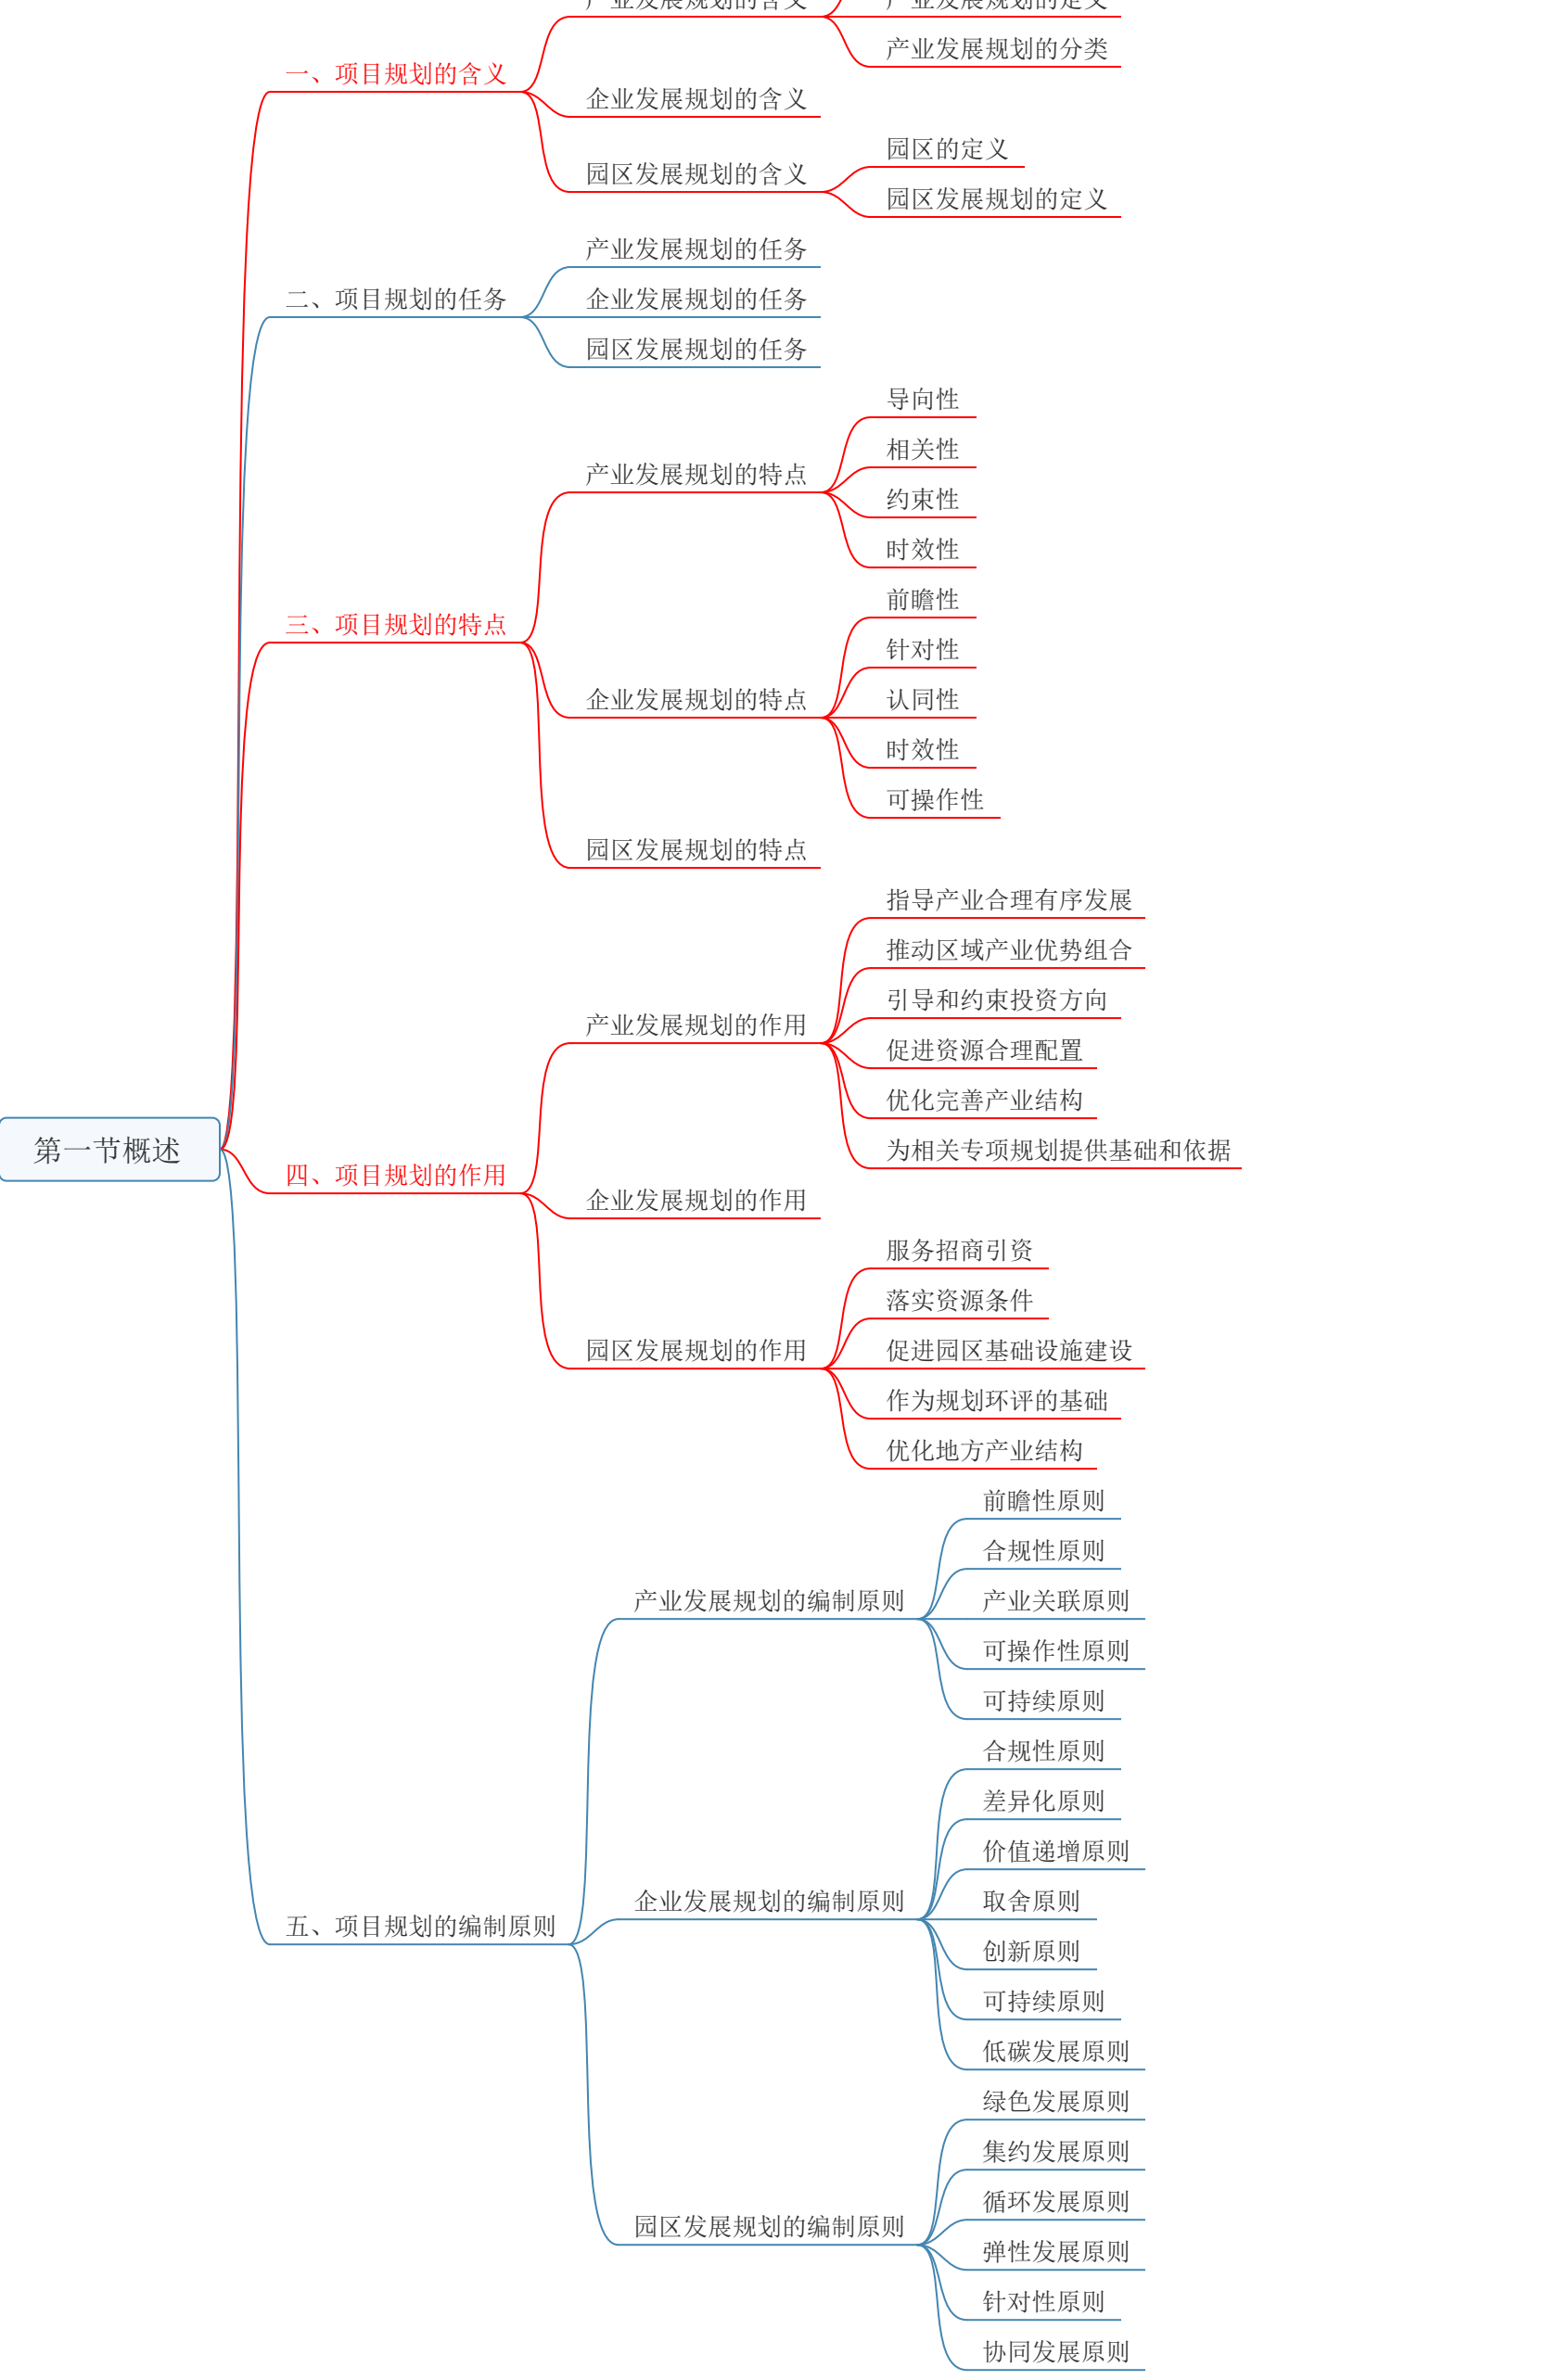 第一节概述
一、项目规划的含义
产业发展规划的含义
产业发展规划的定义
产业发展规划的分类
企业发展规划的含义
园区发展规划的含义
园区的定义
园区发展规划的定义
二、项目规划的任务
产业发展规划的任务
企业发展规划的任务
园区发展规划的任务
三、项目规划的特点
产业发展规划的特点
导向性
相关性
约束性
时效性
企业发展规划的特点
前瞻性
针对性
认同性
时效性
可操作性
园区发展规划的特点
四、项目规划的作用
产业发展规划的作用
指导产业合理有序发展
推动区域产业优势组合
引导和约束投资方向
促进资源合理配置
优化完善产业结构
为相关专项规划提供基础和依据
企业发展规划的作用
园区发展规划的作用
服务招商引资
落实资源条件
促进园区基础设施建设
作为规划环评的基础
优化地方产业结构
五、项目规划的编制原则
产业发展规划的编制原则
前瞻性原则
合规性原则
产业关联原则
可操作性原则
可持续原则
企业发展规划的编制原则
合规性原则
差异化原则
价值递增原则
取舍原则
创新原则
可持续原则
低碳发展原则
园区发展规划的编制原则
绿色发展原则
集约发展原则
循环发展原则
弹性发展原则
针对性原则
协同发展原则